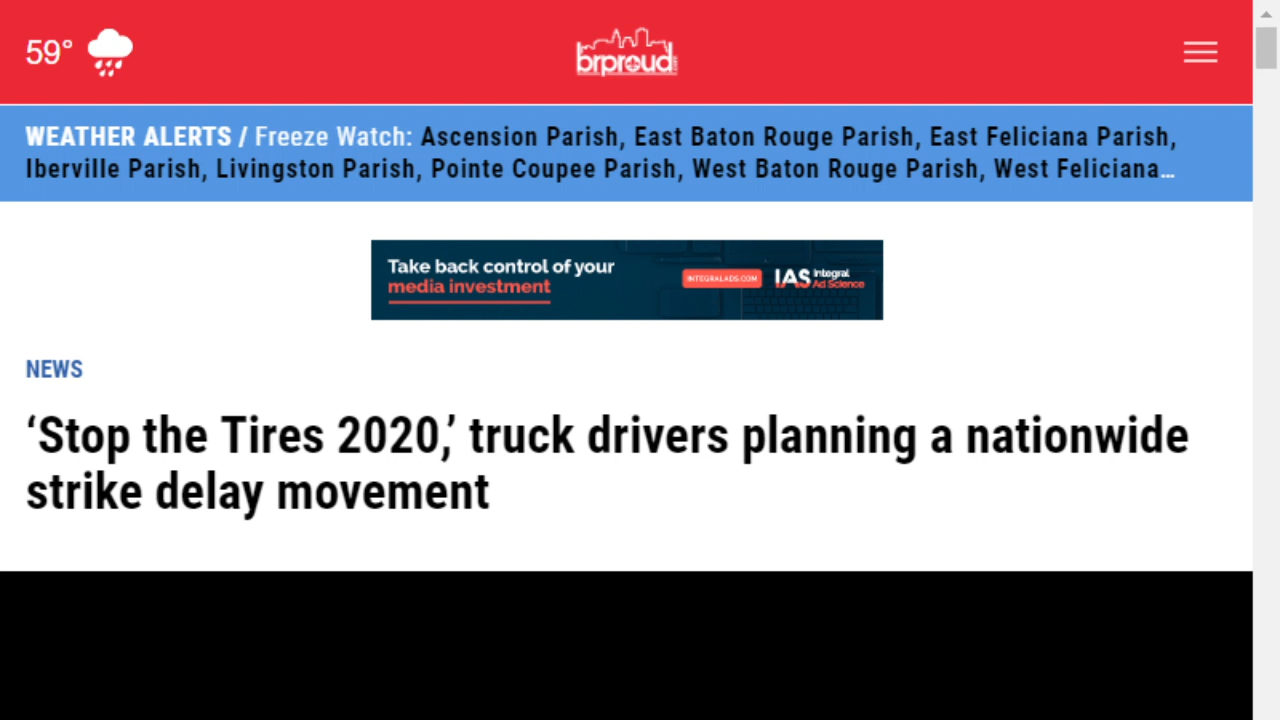 59°
brproud
WEATHER ALERTS / Freeze Watch: Ascension Parish, East Baton Rouge Parish, East Feliciana Parish,
Iberville Parish, Livingston Parish, Pointe Coupee Parish, West Baton Rouge Parish, West Feliciana...
Take back control of your
media investment
INTEGRALADS.COM
IAS Integral
Ad Science
NEWS
‘Stop the Tires 2020,’ truck drivers planning a nationwide
strike delay movement